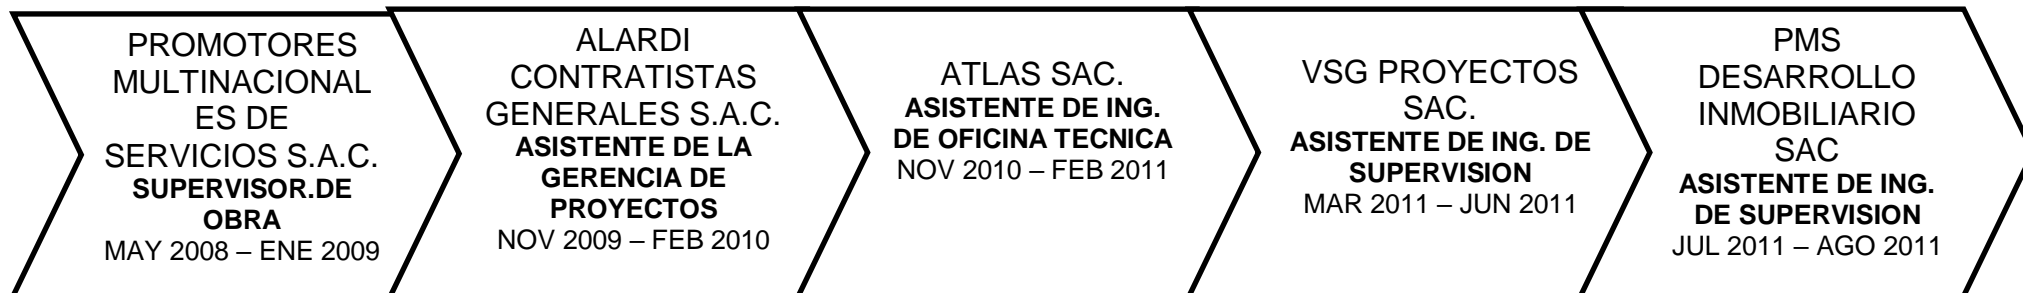 PROMOTORES
MULTINACIONAL
ES DE
SERVICIOS S.A.C.
SUPERVISOR.DE
OBRA
MAY 2008 – ENE 2009
ALARDI
CONTRATISTAS
GENERALES S.A.C.
ASISTENTE DE LA
GERENCIA DE
PROYECTOS
NOV 2009 – FEB 2010
ATLAS SAC.
ASISTENTE DE ING.
DE OFICINA TECNICA
NOV 2010 – FEB 2011
VSG PROYECTOS
SAC.
ASISTENTE DE ING. DE
SUPERVISION
MAR 2011 – JUN 2011
PMS
DESARROLLO
INMOBILIARIO
SAC
ASISTENTE DE ING.
DE SUPERVISION
JUL 2011 – AGO 2011